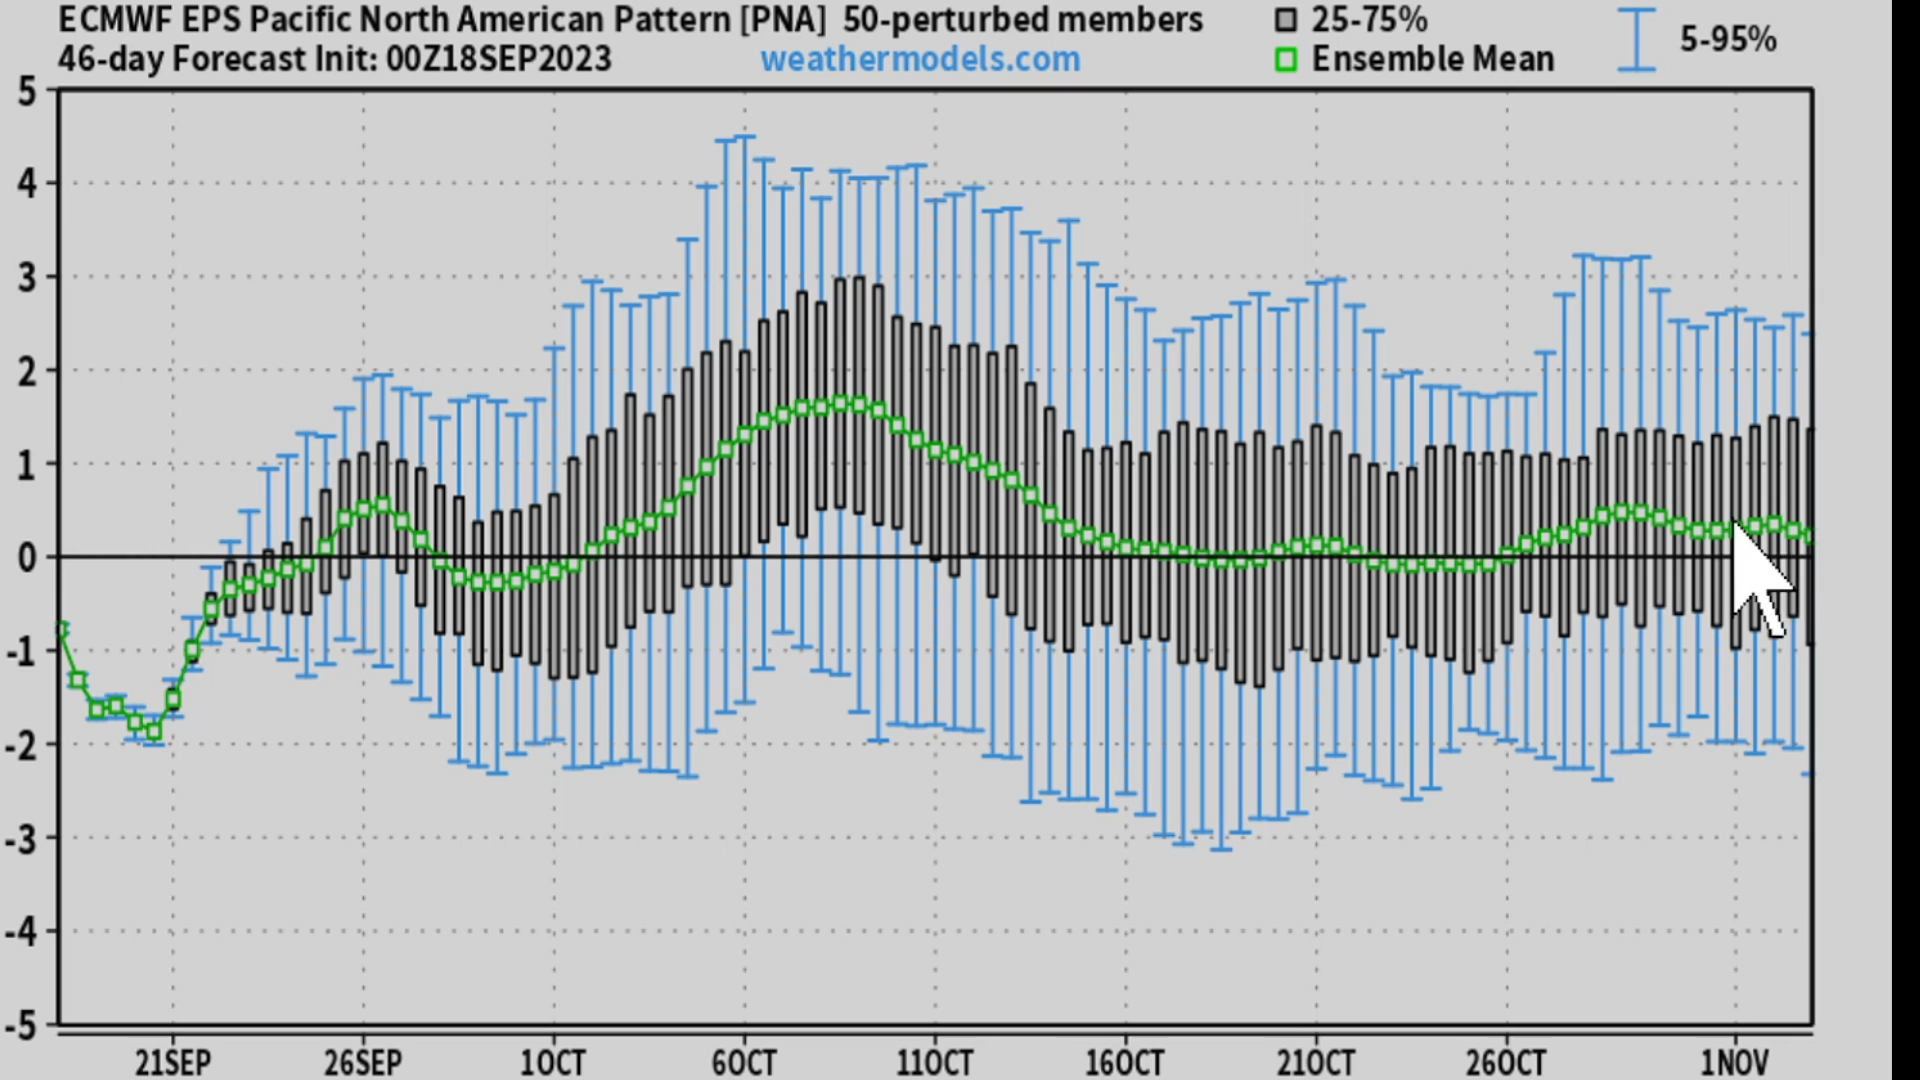 ECMWF EPS Pacific North American Pattern [PNA] 50-perturbed members
46-day Forecast Init: 00Z18SEP2023
weathermodels.com
25-75%
Ensemble Mean
5-95%
5
4
3
2
1
0
-1
-2
-3
-4
-5
21SEP 26SEP 1OCT 6OCT 11OCT 16OCT 21OCT 26OCT 1NOV